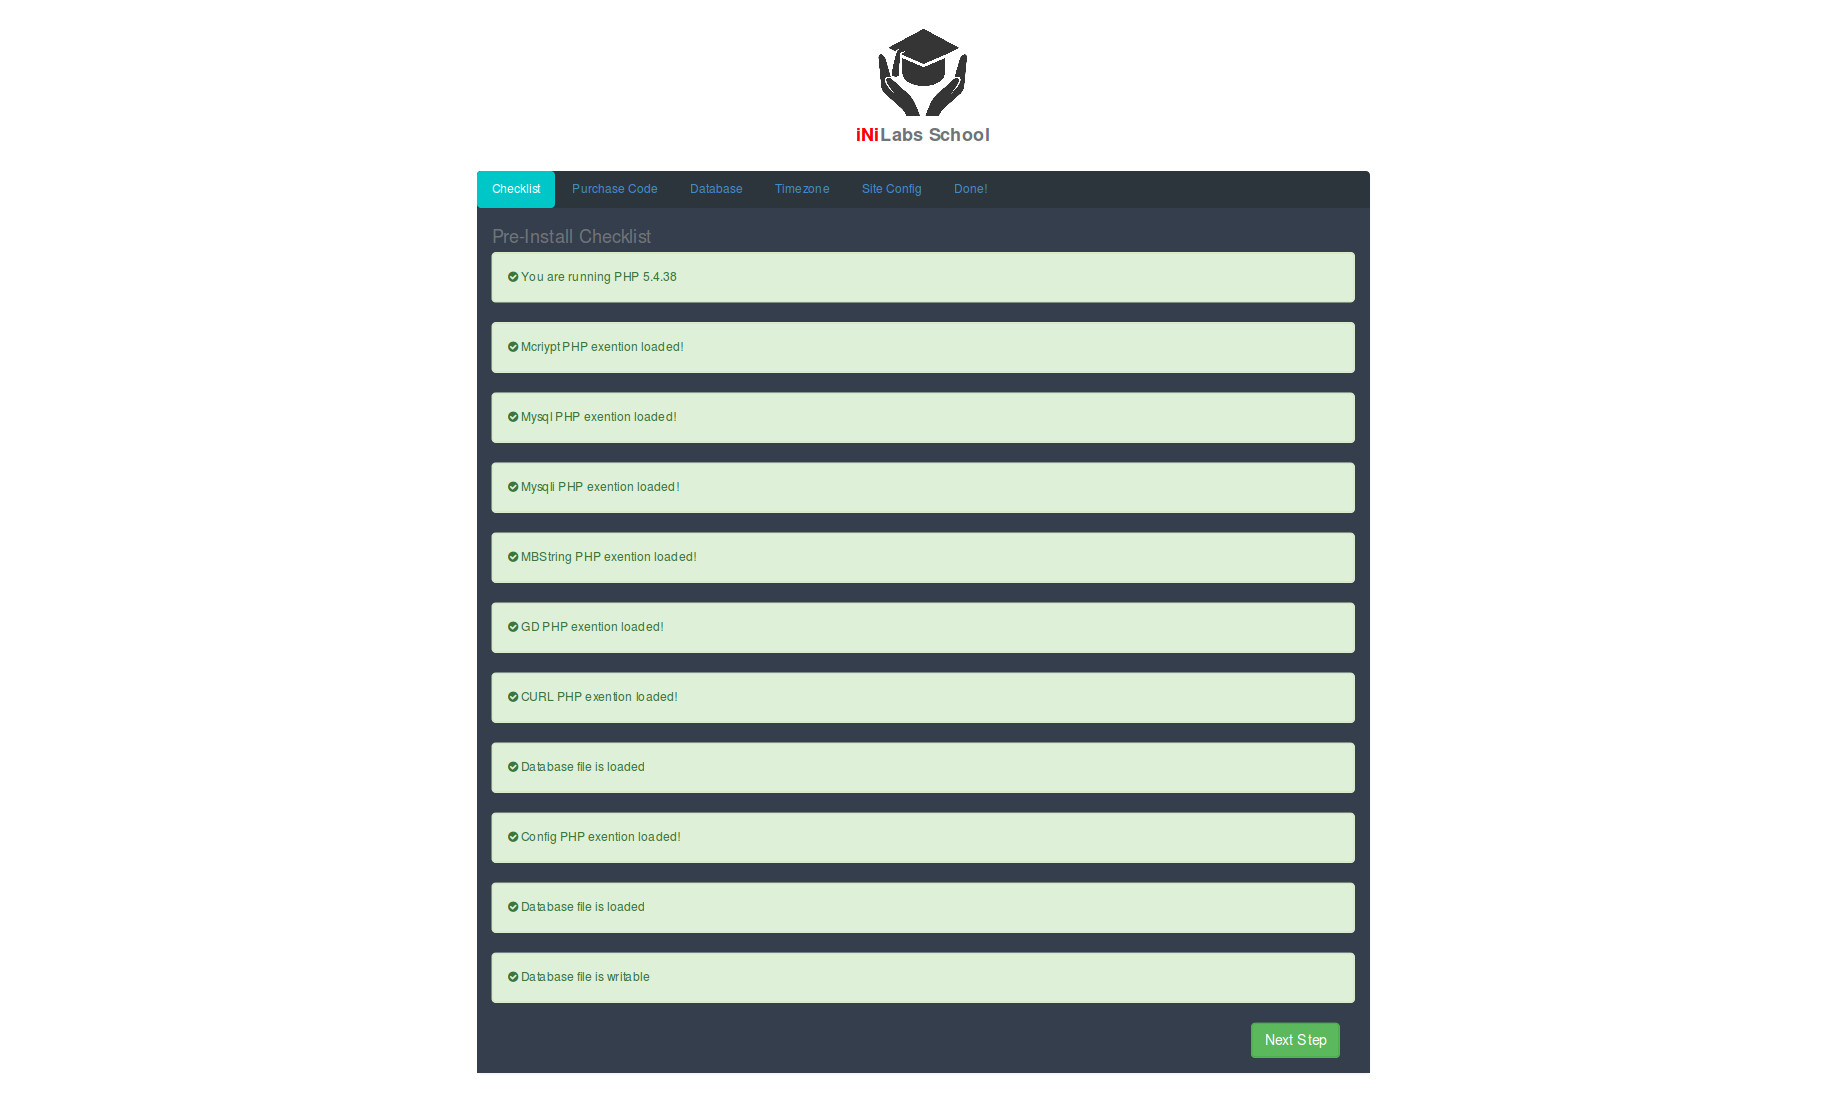 iNiLabs School
Checklist Purchase Code Database Timezone Site Config Done!
Pre-Install Checklist
You are running PHP 5.4.38
Mcriypt PHP exention loaded!
Mysql PHP exention loaded!
Mysqli PHP exention loaded!
MBString PHP exention loaded!
GD PHP exention loaded!
CURL PHP exention loaded!
Database file is loaded
Config PHP exention loaded!
Database file is loaded
Database file is writable
Next Step